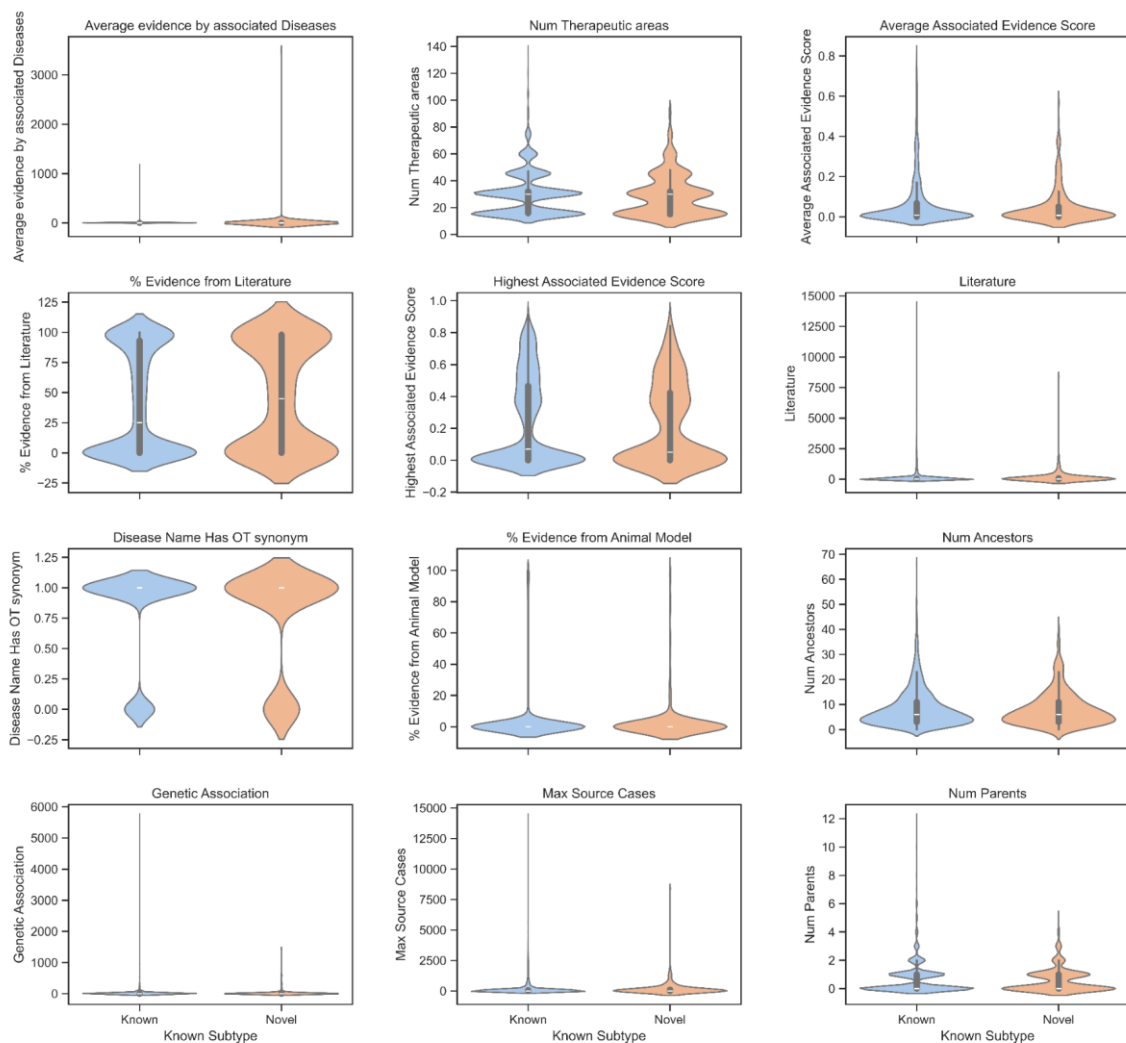 Average evidence by associated Diseases
Average evidence by associated Diseases
3000
2000
1000
0
Num Therapeutic areas
Num Therapeutic areas
140
120
100
80
60
40
20
0
Average Associated Evidence Score
Average Associated Evidence Score
0.8
0.6
0.4
0.2
0.0
% Evidence from Literature
% Evidence from Literature
125
100
75
50
25
0
−25
Highest Associated Evidence Score
Highest Associated Evidence Score
1.0
0.8
0.6
0.4
0.2
0.0
−0.2
Literature
Literature
15000
12500
10000
7500
5000
2500
0
Disease Name Has OT synonym
Disease Name Has OT synonym
1.25
1.00
0.75
0.50
0.25
0.00
−0.25
% Evidence from Animal Model
% Evidence from Animal Model
100
80
60
40
20
0
Num Ancestors
Num Ancestors
70
60
50
40
30
20
10
0
Genetic Association
Genetic Association
6000
5000
4000
3000
2000
1000
0
Known
Novel
Known Subtype
Max Source Cases
Max Source Cases
15000
12500
10000
7500
5000
2500
0
Known
Novel
Known Subtype
Num Parents
Num Parents
12
10
8
6
4
2
0
Known
Novel
Known Subtype